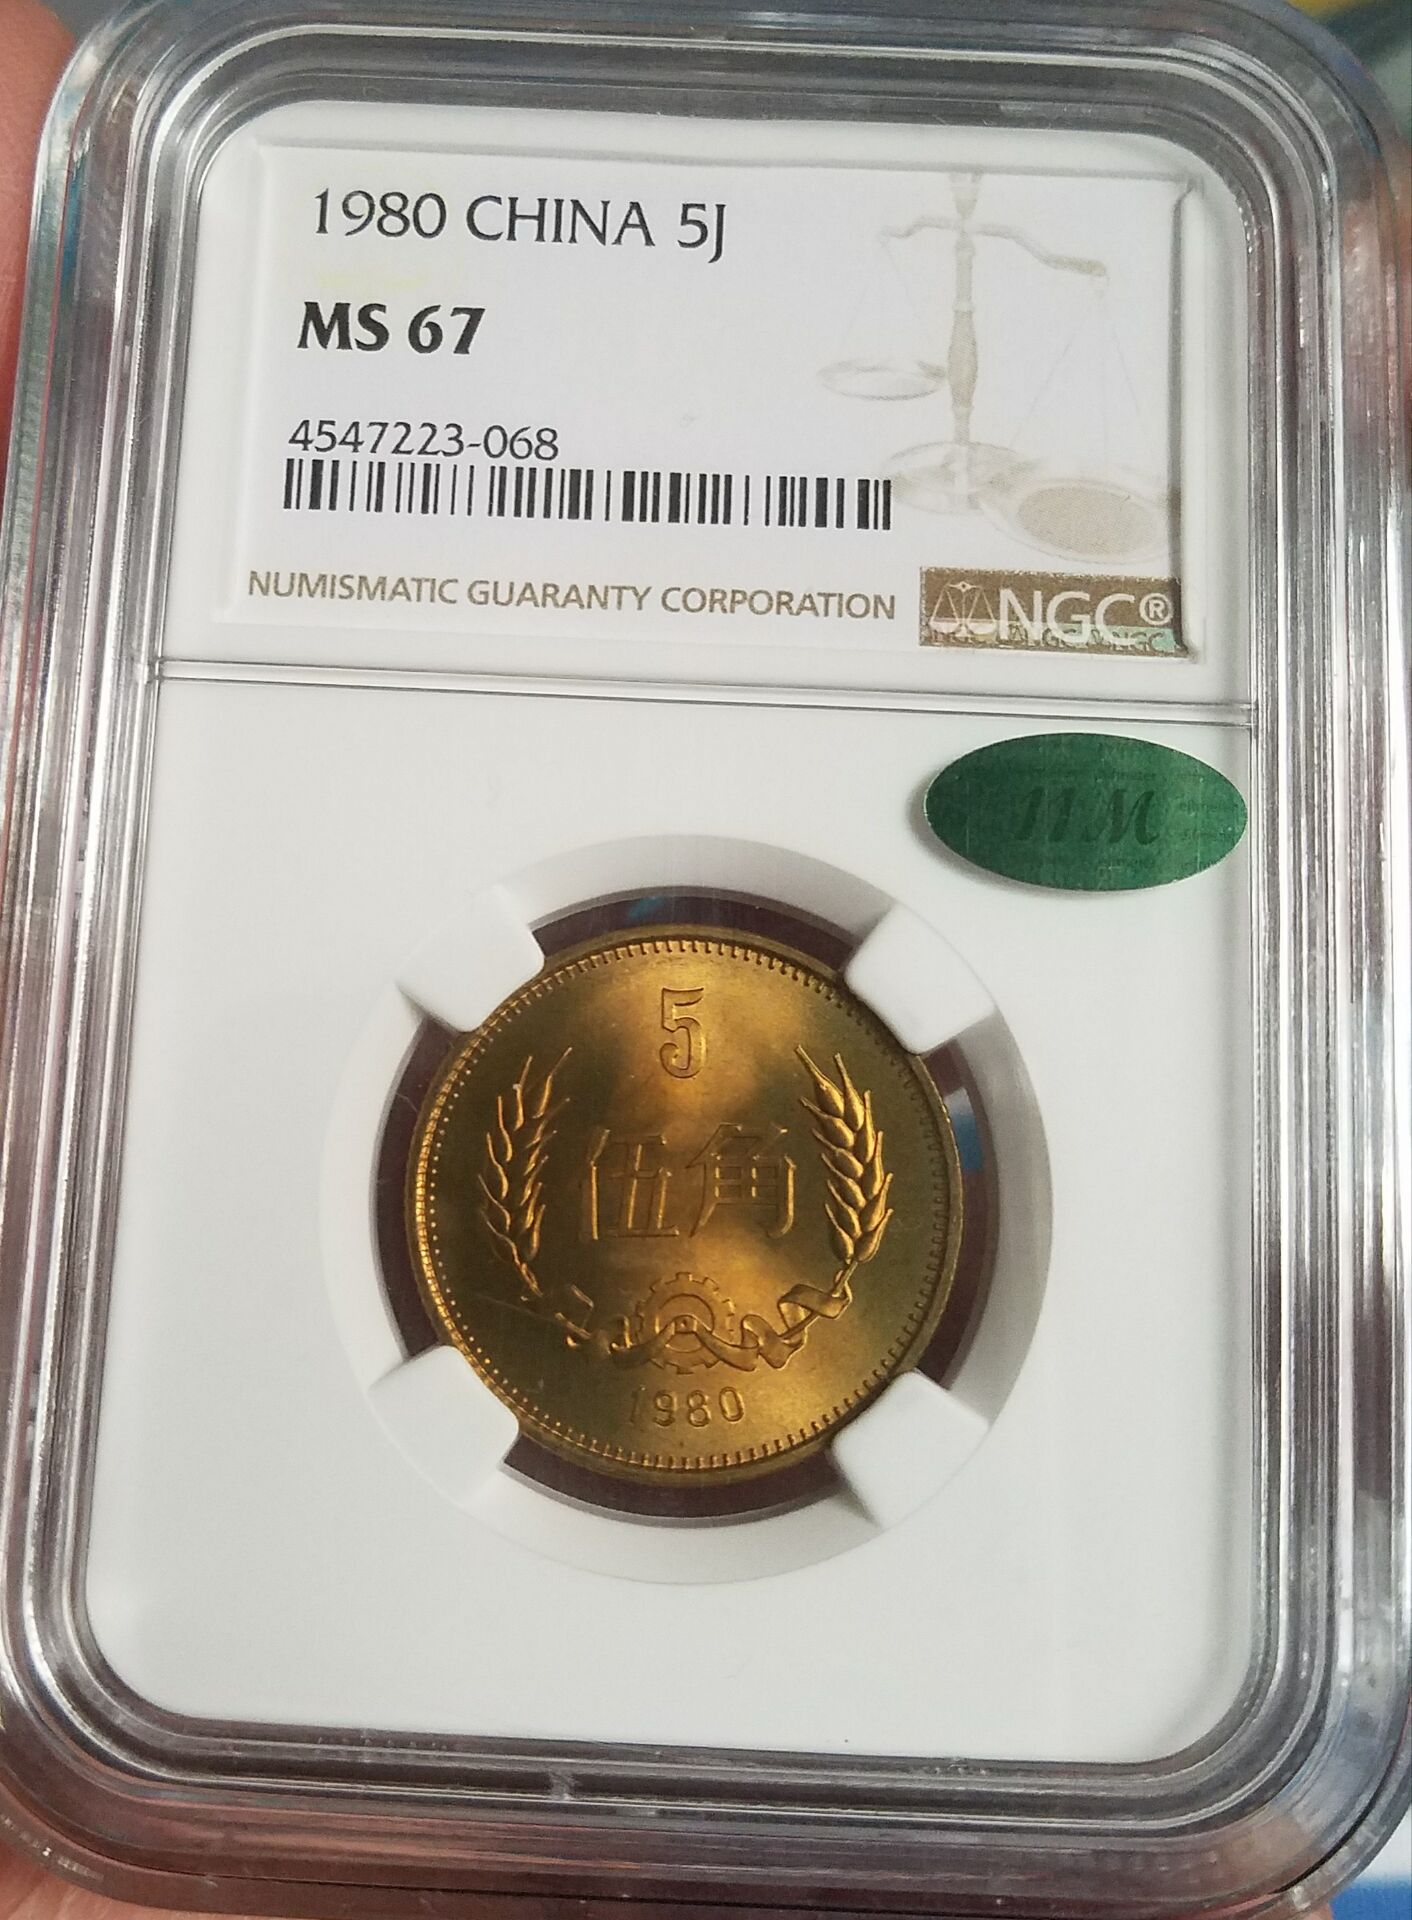 1980 CHINA 5J
MS 67
4547223-068
NUMISMATIC GUARANTY CORPORATION
NGC®
5
伍角
1980